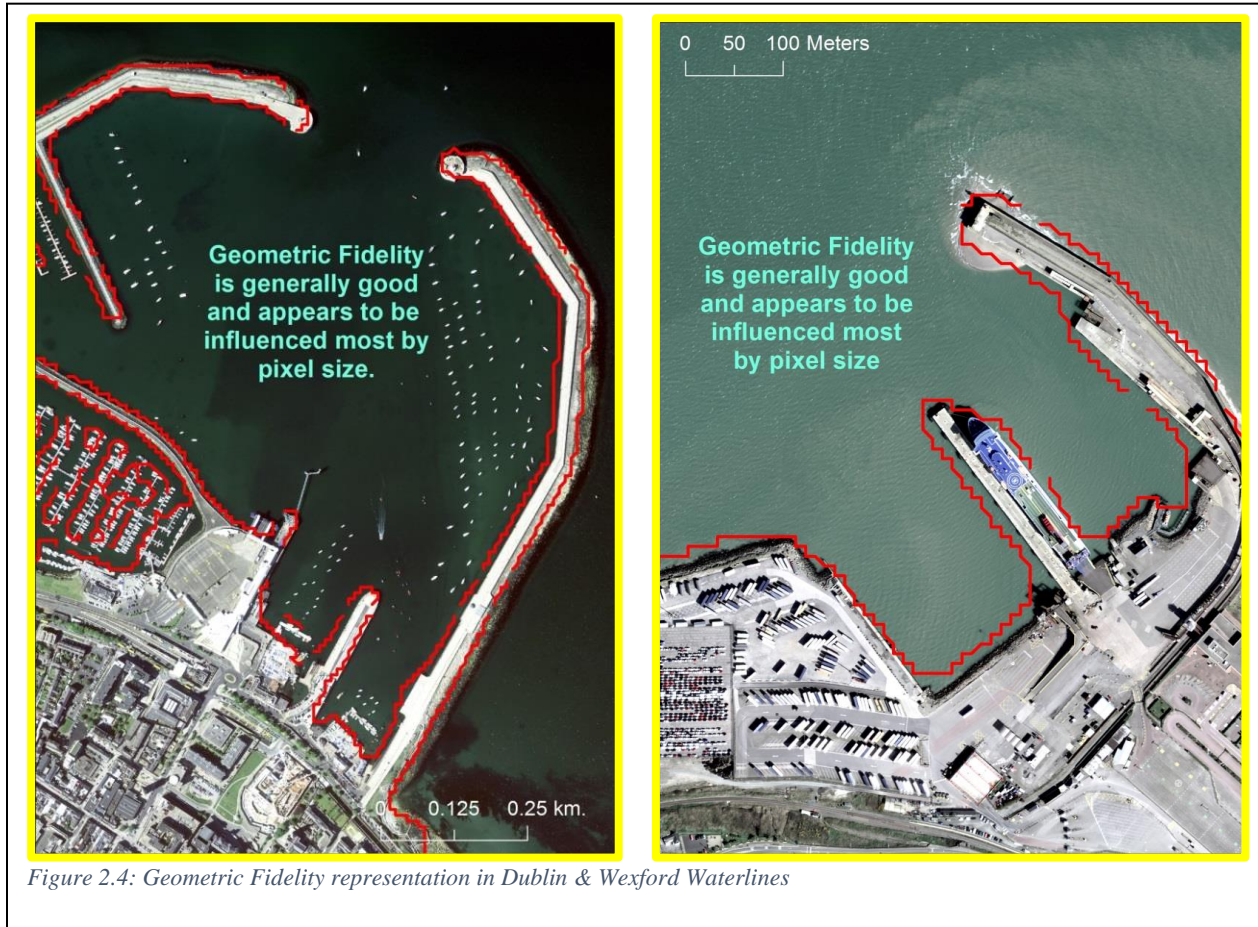 Geometric Fidelity
is generally good
and appears to be
influenced most by
pixel size.
0 0.125 0.25 km.
0 50 100 Meters
Geometric Fidelity
is generally good
and appears to be
influenced most
by pixel size
Figure 2.4: Geometric Fidelity representation in Dublin & Wexford Waterlines